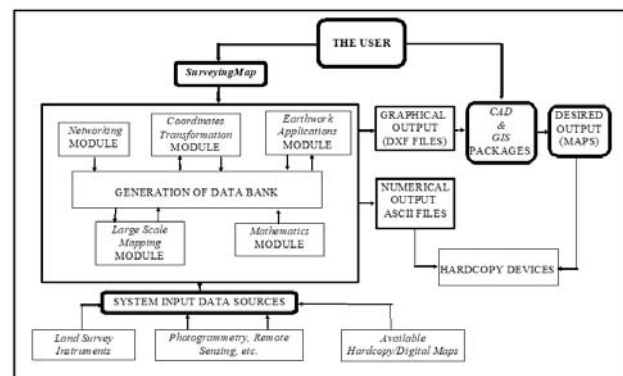 THE USER
SurveyingMap
Networking
MODULE
Coordinates
Transformation
MODULE
Earthwork
Applications
MODULE
GENERATION OF DATA BANK
Large Scale
Mapping
MODULE
Mathematics
MODULE
GRAPHICAL
OUTPUT
(DXF FILES)
CAD
&
GIS
PACKAGES
DESIRED
OUTPUT
(MAPS)
NUMERICAL
OUTPUT
ASCII FILES
HARDCOPY DEVICES
SYSTEM INPUT DATA SOURCES
Land Survey
Instruments
Photogrammetry, Remote
Sensing, etc.
Available
Hardcopy/Digital Maps